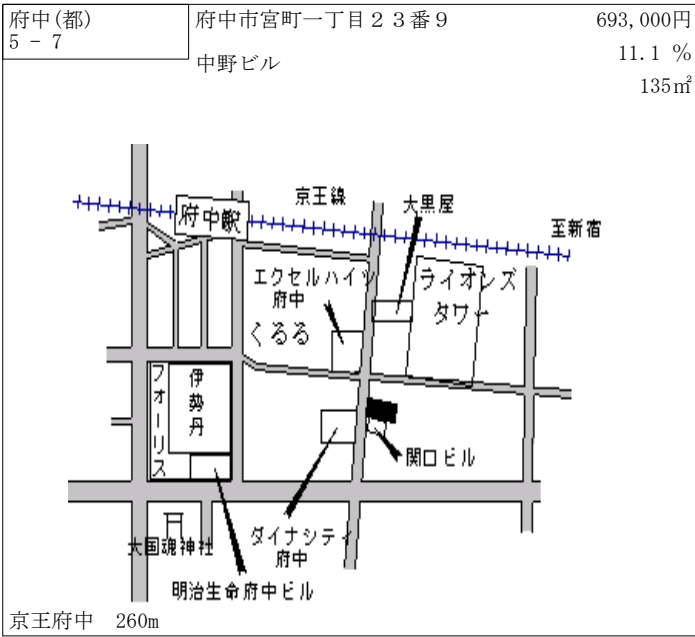 府中(都)
5 - 7
府中市宮町一丁目２３番９
中野ビル
693,000円
11.1 %
135㎡
京王線
大黒屋
府中駅
至新宿
エクセルハイツ
府中
ライオンズ
タワー
くるる
フォーリス
伊勢丹
関口ビル
大国魂神社
ダイナシティ
府中
明治生命府中ビル
京王府中　260m